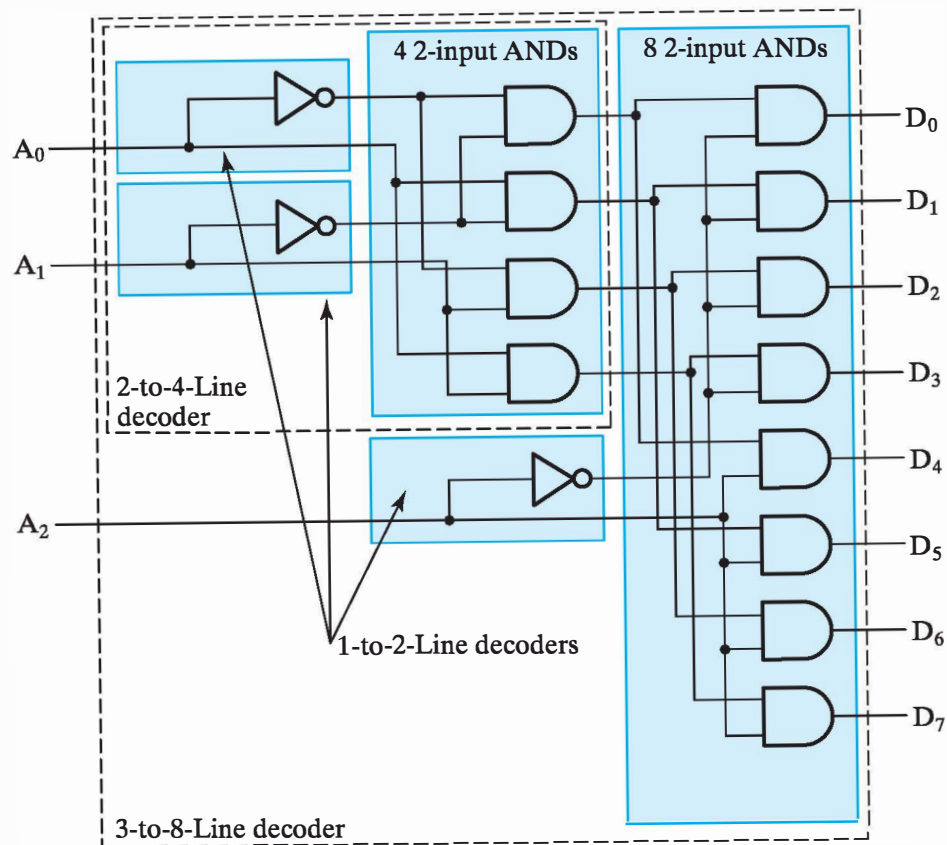 4 2-input ANDs
8 2-input ANDs
A₀
A₁
A₂
2-to-4-Line
decoder
1-to-2-Line decoders
3-to-8-Line decoder
D₀
D₁
D₂
D₃
D₄
D₅
D₆
D₇